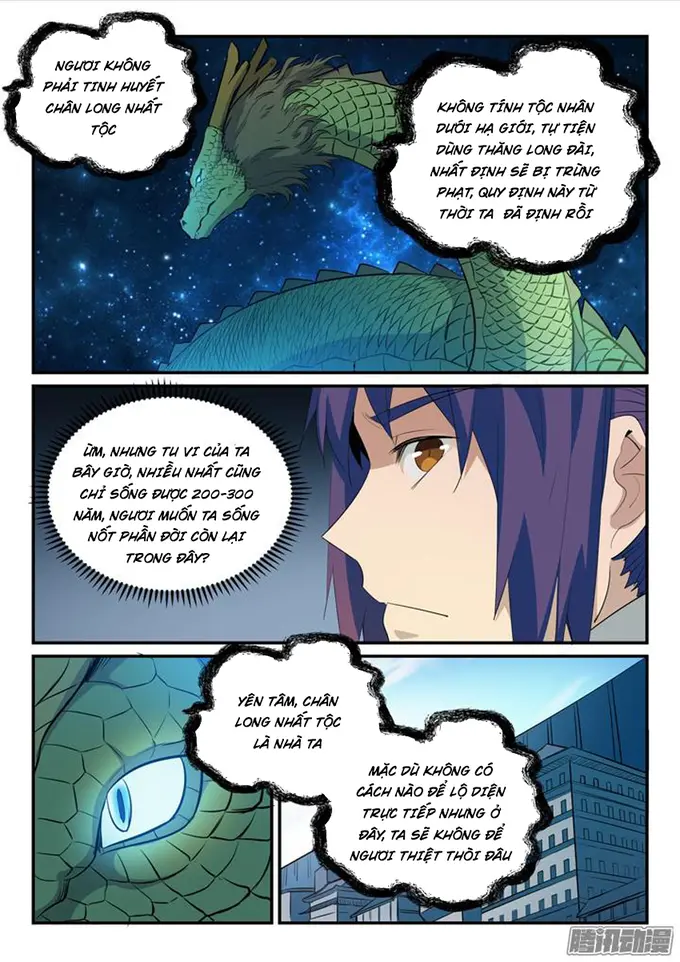 NGƯƠI KHÔNG
PHẢI TINH HUYẾT
CHÂN LONG NHẤT
TỘC
KHÔNG TÍNH TỘC NHÂN
DƯỚI HẠ GIỚI, TỰ TIỆN
DÙNG THĂNG LONG ĐÀI,
NHẤT ĐỊNH SẼ BỊ TRỪNG
PHẠT, QUY ĐỊNH NÀY TỪ
THỜI TA ĐÃ ĐỊNH RỒI
ỪM, NHƯNG TU VI CỦA TA
BÂY GIỜ, NHIỀU NHẤT CŨNG
CHỈ SỐNG ĐƯỢC 200-300
NĂM, NGƯƠI MUỐN TA SỐNG
NỐT PHẦN ĐỜI CÒN LẠI
TRONG ĐÂY?
YÊN TÂM, CHÂN
LONG NHẤT TỘC
LÀ NHÀ TA
MẶC DÙ KHÔNG CÓ
CÁCH NÀO ĐỂ LỘ DIỆN
TRỰC TIẾP NHƯNG Ở
ĐÂY, TA SẼ KHÔNG ĐỂ
NGƯƠI THIỆT THÒI ĐÂU
腾讯动漫